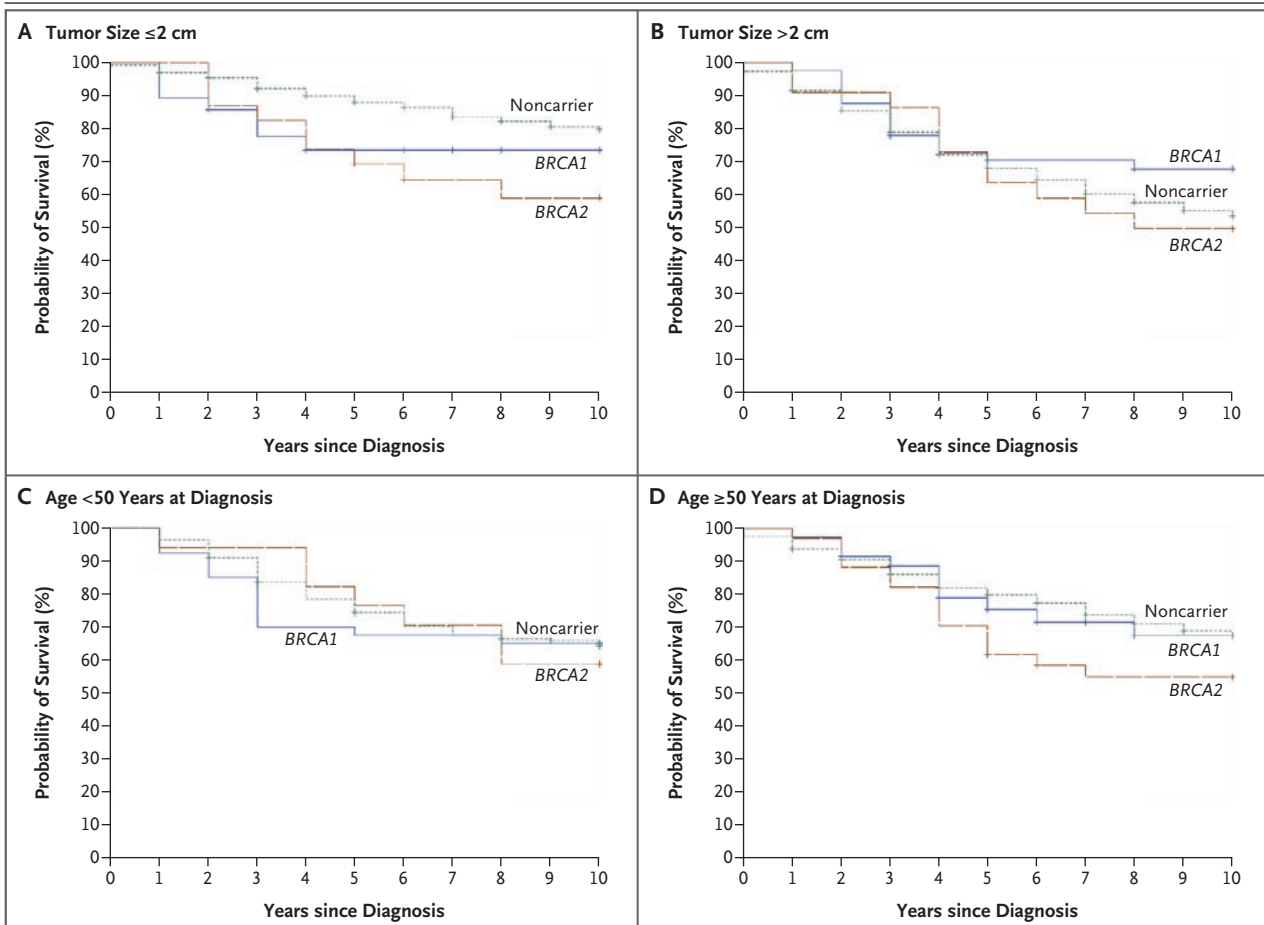 A Tumor Size ≤2 cm
100
90
80
70
60
50
40
30
20
10
0
Probability of Survival (%)
Noncarrier
BRCA1
BRCA2
0 1 2 3 4 5 6 7 8 9 10
Years since Diagnosis
B Tumor Size >2 cm
100
90
80
70
60
50
40
30
20
10
0
Probability of Survival (%)
BRCA1
Noncarrier
BRCA2
0 1 2 3 4 5 6 7 8 9 10
Years since Diagnosis
C Age <50 Years at Diagnosis
100
90
80
70
60
50
40
30
20
10
0
Probability of Survival (%)
Noncarrier
BRCA1
BRCA2
0 1 2 3 4 5 6 7 8 9 10
Years since Diagnosis
D Age ≥50 Years at Diagnosis
100
90
80
70
60
50
40
30
20
10
0
Probability of Survival (%)
Noncarrier
BRCA1
BRCA2
0 1 2 3 4 5 6 7 8 9 10
Years since Diagnosis